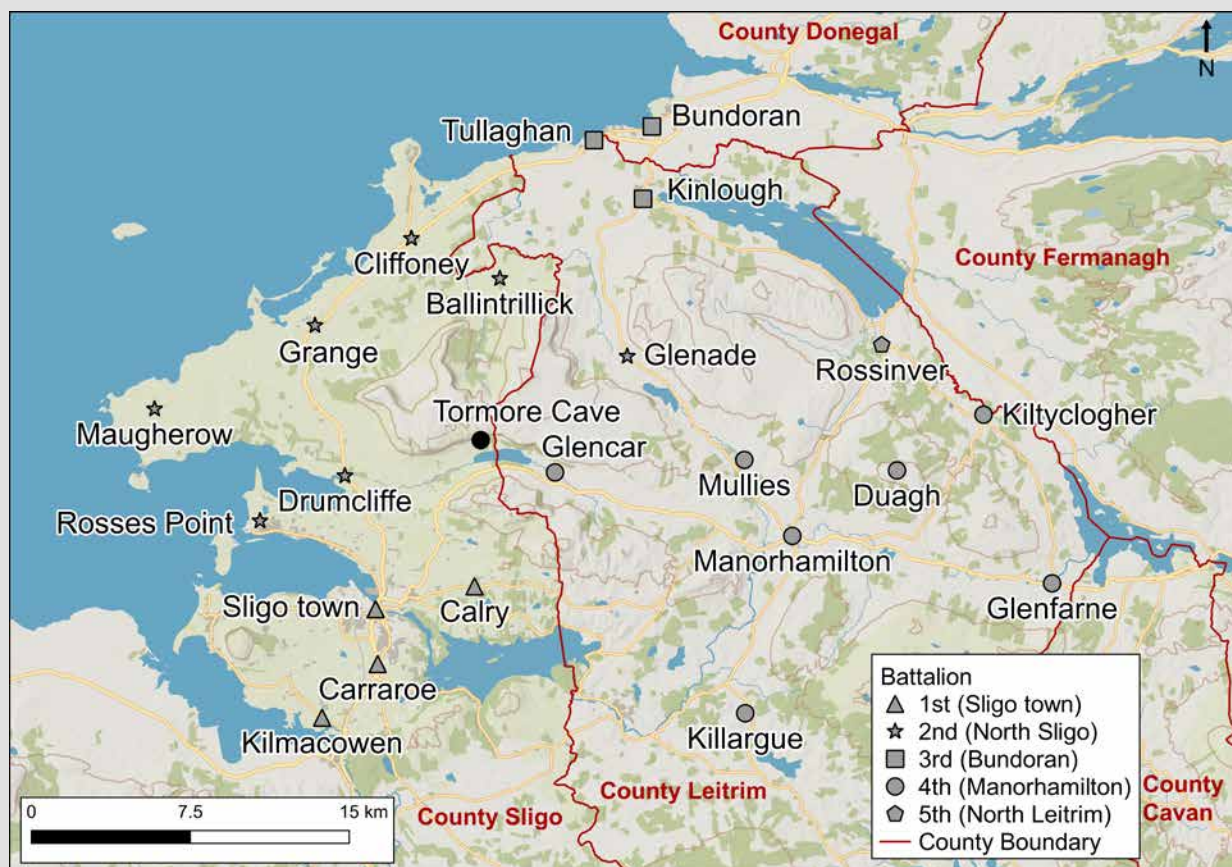 County Donegal
N
Bundoran
Tullaghan
Kinlough
Cliffoney
County Fermanagh
Ballintrillick
Grange
Glenade
Rossinver
Maugherow
Tormore Cave
Kiltyclogher
Glencar
Drumcliffe
Mullies
Duagh
Rosses Point
Manorhamilton
Sligo town
Calry
Glenfarne
Carraroe
Kilmacowen
Killargue
Battalion
1st (Sligo town)
2nd (North Sligo)
3rd (Bundoran)
4th (Manorhamilton)
5th (North Leitrim)
County Boundary
County
Cavan
County Leitrim
County Sligo
0 7.5 15 km